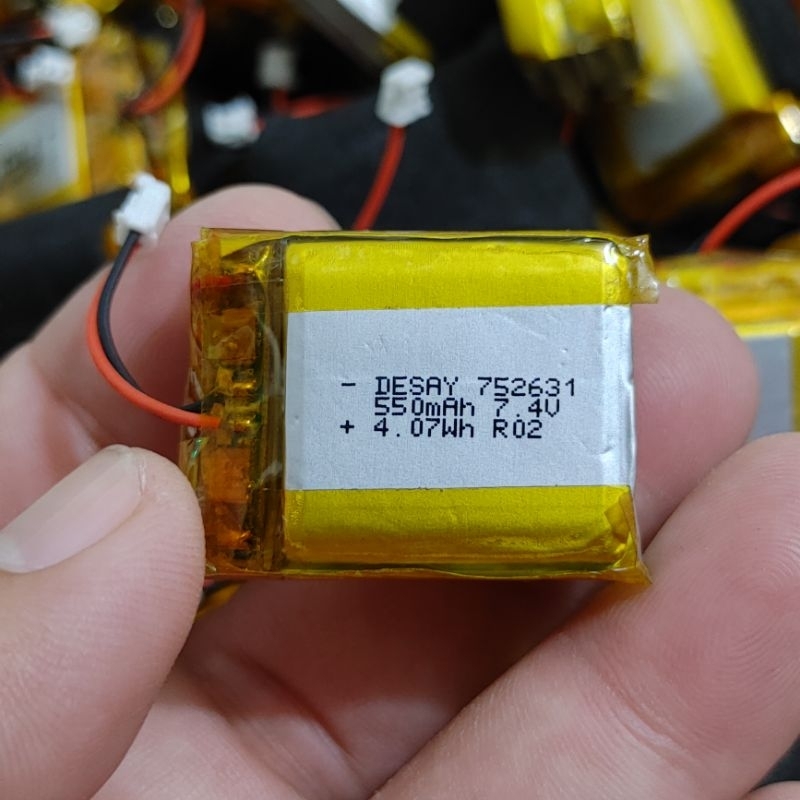 - DESAY 752631
550mAh 7.4V
+ 4.07Wh R02